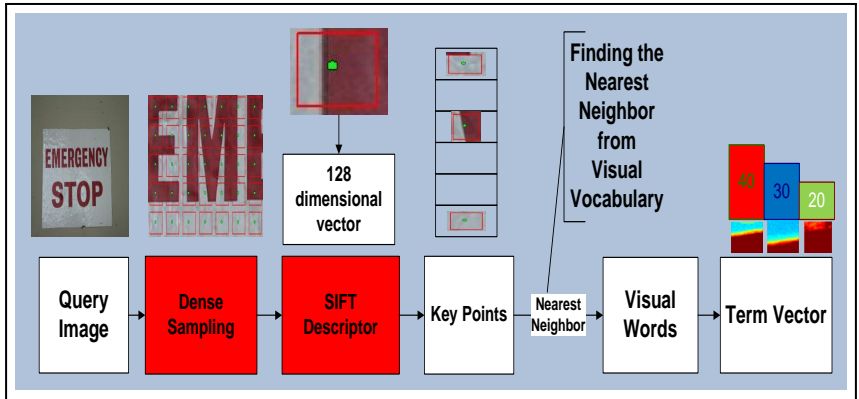 Finding the
Nearest
Neighbor
from
Visual
Vocabulary
EMERGENCY
STOP
EMI
128
dimensional
vector
40
30
20
Query
Image
Dense
Sampling
SIFT
Descriptor
Key Points
Nearest
Neighbor
Visual
Words
Term Vector